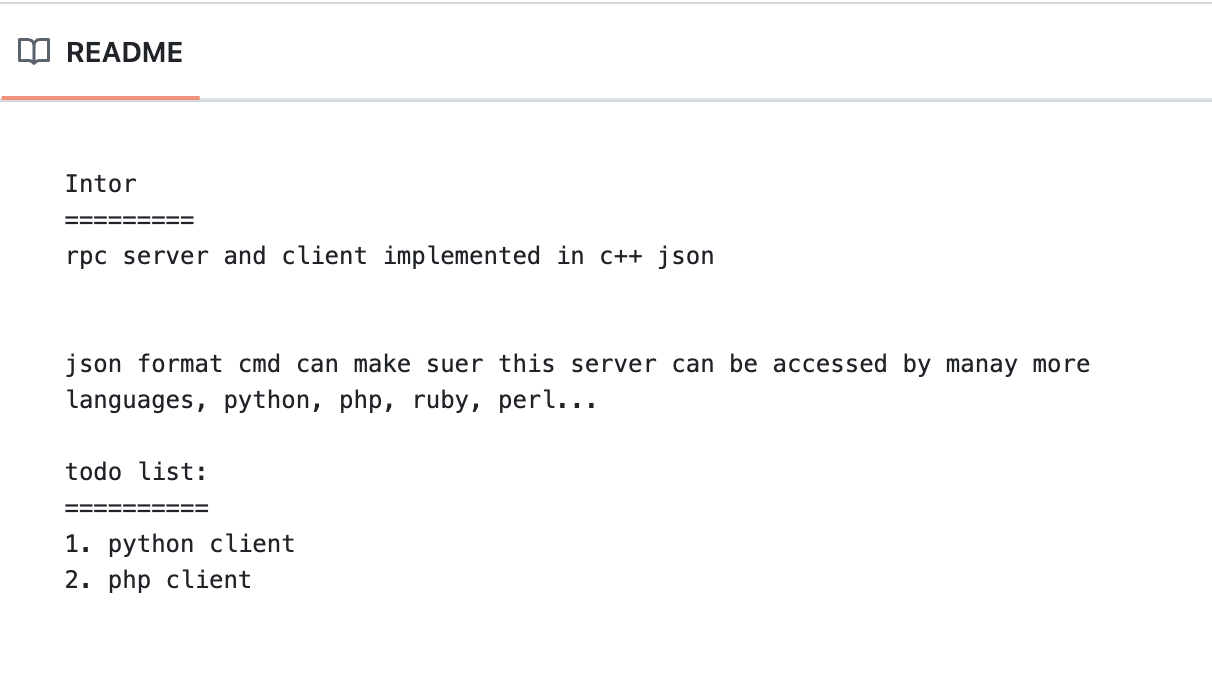 README
Intor
=========
rpc server and client implemented in c++ json
json format cmd can make suer this server can be accessed by manay more
languages, python, php, ruby, perl...
todo list:
==========
1. python client
2. php client